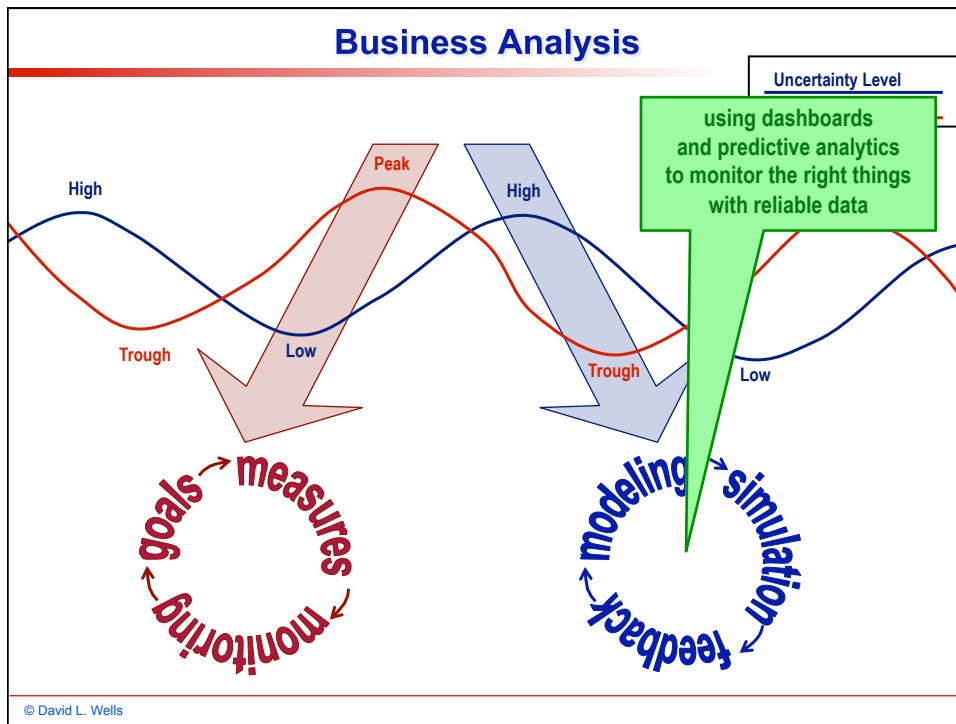 Business Analysis
Uncertainty Level
using dashboards
and predictive analytics
to monitor the right things
with reliable data
High
Peak
High
Trough
Low
Trough
Low
goals
measures
monitoring
modeling
simulation
feedback
© David L. Wells